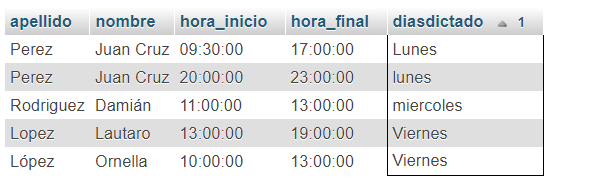 apellido nombre hora_inicio hora_final diasdictado 1
Perez Juan Cruz 09:30:00 17:00:00 Lunes
Perez Juan Cruz 20:00:00 23:00:00 lunes
Rodriguez Damián 11:00:00 13:00:00 miercoles
Lopez Lautaro 13:00:00 19:00:00 Viernes
López Ornella 10:00:00 13:00:00 Viernes